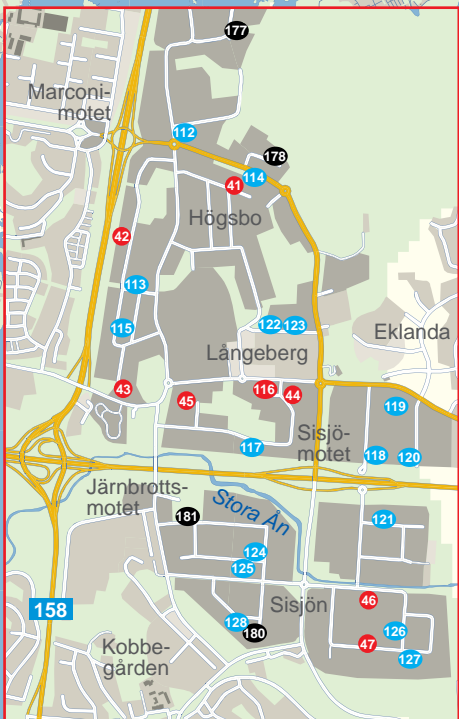 177
Marconi-
motet
112
178
114
41
Högsbo
42
113
122 123
115
Eklanda
Långeberg
43
116 44
45
119
Sisjö-
motet
117
118 120
Järnbrotts-
motet
181
Stora Ån
121
124
125
46
158
Sisjön
128
180
126
47
127
Kobbe-
gården